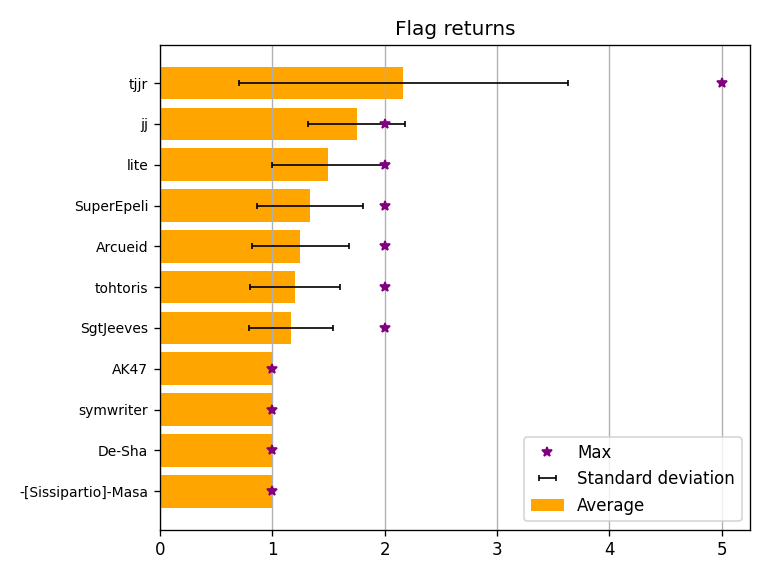 Flag returns
tjjr
jj
lite
SuperEpeli
Arcueid
tohtoris
SgtJeeves
AK47
symwriter
De-Sha
-[Sissipartio]-Masa
Max
Standard deviation
Average
0 1 2 3 4 5